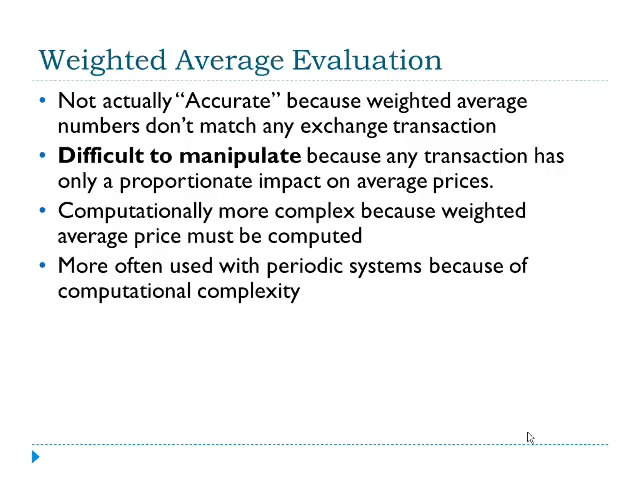 Weighted Average Evaluation
• Not actually “Accurate” because weighted average
numbers don’t match any exchange transaction
• Difficult to manipulate because any transaction has
only a proportionate impact on average prices.
• Computationally more complex because weighted
average price must be computed
• More often used with periodic systems because of
computational complexity